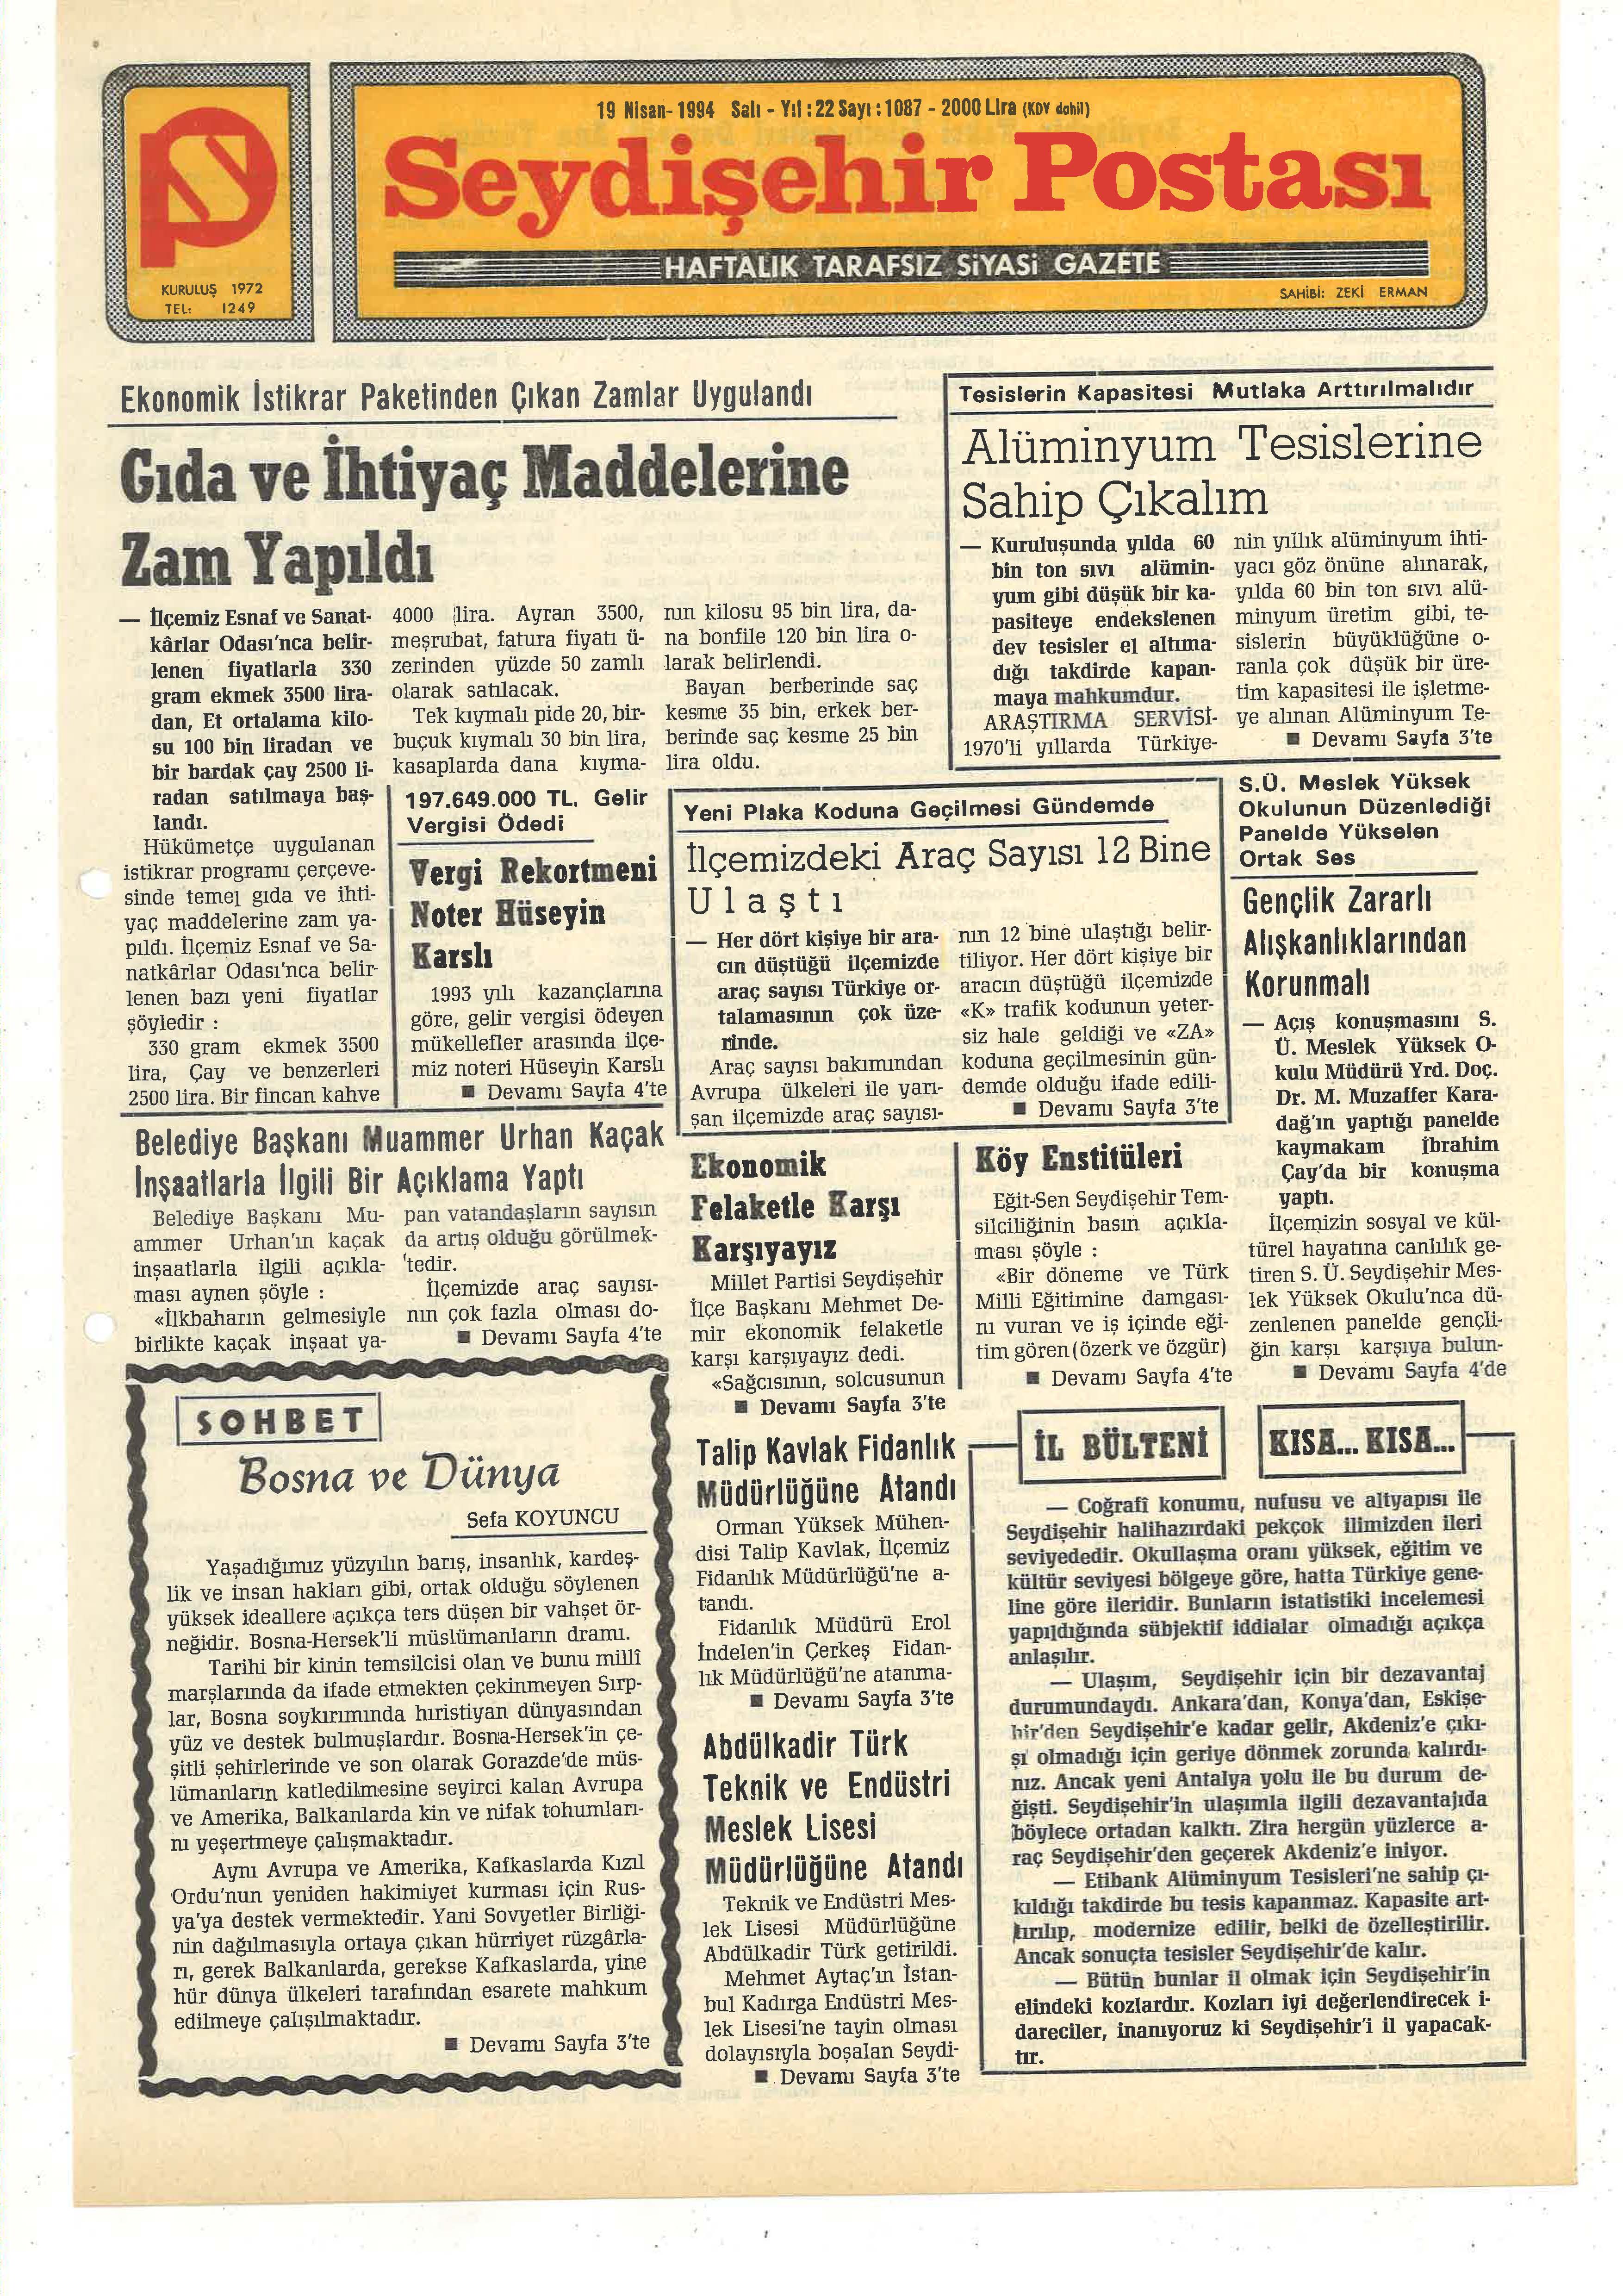 19 Nisan-1994 Salı - Yıl : 22 Sayı : 1087 - 2000 Lira (KDV dahil)
Seydişehir Postası
HAFTALIK TARAFSIZ SİYASİ GAZETE
SAHİBİ: ZEKİ ERMAN
KURULUŞ 1972
TEL: 1249
Ekonomik İstikrar Paketinden Çıkan Zamlar Uygulandı
Gıda ve İhtiyaç Maddelerine
Zam Yapıldı
— İlçemiz Esnaf ve Sanat-
kârlar Odası'nca belir-
lenen fiyatlarla 330
gram ekmek 3500 lira-
dan, Et ortalama kilo-
su 100 bin liradan ve
bir bardak çay 2500 li-
radan satılmaya baş-
landı.
Hükümetçe uygulanan
istikrar programı çerçeve-
sinde temel gıda ve ihti-
yaç maddelerine zam ya-
pıldı. İlçemiz Esnaf ve Sa-
natkârlar Odası'nca belir-
lenen bazı yeni fiyatlar
şöyledir :
330 gram ekmek 3500
lira, Çay ve benzerleri
2500 lira. Bir fincan kahve
4000 lira. Ayran 3500,
meşrubat, fatura fiyatı ü-
zerinden yüzde 50 zamlı
olarak satılacak.
Tek kıymalı pide 20, bir-
buçuk kıymalı 30 bin lira,
kasaplarda dana kıyma-
nın kilosu 95 bin lira, da-
na bonfile 120 bin lira o-
larak belirlendi.
Bayan berberinde saç
kesme 35 bin, erkek ber-
berinde saç kesme 25 bin
lira oldu.
Tesislerin Kapasitesi Mutlaka Arttırılmalıdır
Alüminyum Tesislerine
Sahip Çıkalım
— Kuruluşunda yılda 60
bin ton sıvı alümin-
yum gibi düşük bir ka-
pasiteye endekslenen
dev tesisler el altıma-
dığı takdirde kapan-
maya mahkumdur.
ARAŞTIRMA SERVİSİ-
1970'li yıllarda Türkiye-
nin yıllık alüminyum ihti-
yacı göz önüne alınarak,
yılda 60 bin ton sıvı alü-
minyum üretim gibi, te-
sislerin büyüklüğüne o-
ranla çok düşük bir üre-
tim kapasitesi ile işletme-
ye alınan Alüminyum Te-
■ Devamı Sayfa 3'te
197.649.000 TL. Gelir
Vergisi Ödedi
Vergi Rekortmeni
Noter Hüseyin
Karslı
1993 yılı kazançlarına
göre, gelir vergisi ödeyen
mükellefler arasında ilçe-
miz noteri Hüseyin Karslı
■ Devamı Sayfa 4'te
Yeni Plaka Koduna Geçilmesi Gündemde
İlçemizdeki Araç Sayısı 12 Bine
Ulaştı
— Her dört kişiye bir ara-
cın düştüğü ilçemizde
araç sayısı Türkiye or-
talamasının çok üze-
rinde.
Araç sayısı bakımından
Avrupa ülkeleri ile yarı-
şan ilçemizde araç sayısı-
nın 12 bine ulaştığı belir-
tiliyor. Her dört kişiye bir
aracın düştüğü ilçemizde
«K» trafik kodunun yeter-
siz hale geldiği ve «ZA»
koduna geçilmesinin gün-
demde olduğu ifade edili-
■ Devamı Sayfa 3'te
S.Ü. Meslek Yüksek
Okulunun Düzenlediği
Panelde Yükselen
Ortak Ses
Gençlik Zararlı
Alışkanlıklarından
Korunmalı
— Açış konuşmasını S.
Ü. Meslek Yüksek O-
kulu Müdürü Yrd. Doç.
Dr. M. Muzaffer Kara-
dağ'ın yaptığı panelde
kaymakam İbrahim
Çay'da bir konuşma
yaptı.
İlçemizin sosyal ve kül-
türel hayatına canlılık ge-
tiren S. Ü. Seydişehir Mes-
lek Yüksek Okulu'nca dü-
zenlenen panelde gençli-
ğin karşı karşıya bulun-
■ Devamı Sayfa 4'de
Belediye Başkanı Muammer Urhan Kaçak
İnşaatlarla İlgili Bir Açıklama Yaptı
Belediye Başkanı Mu-
ammer Urhan'ın kaçak
inşaatlarla ilgili açıkla-
ması aynen şöyle :
«İlkbaharın gelmesiyle
birlikte kaçak inşaat ya-
pan vatandaşların sayısın
da artış olduğu görülmek-
tedir.
İlçemizde araç sayısı-
nın çok fazla olması do-
■ Devamı Sayfa 4'te
Ekonomik
Felaketle Karşı
Karşıyayız
Millet Partisi Seydişehir
İlçe Başkanı Mehmet De-
mir ekonomik felaketle
karşı karşıyayız dedi.
«Sağcısının, solcusunun
■ Devamı Sayfa 3'te
Köy Enstitüleri
Eğit-Sen Seydişehir Tem-
silciliğinin basın açıkla-
ması şöyle :
«Bir döneme ve Türk
Milli Eğitimine damgası-
nı vuran ve iş içinde eği-
tim gören (özerk ve özgür)
■ Devamı Sayfa 4'te
SOHBET
Bosna ve Dünya
Sefa KOYUNCU
Yaşadığımız yüzyılın barış, insanlık, kardeş-
lik ve insan hakları gibi, ortak olduğu söylenen
yüksek ideallere açıkça ters düşen bir vahşet ör-
neğidir. Bosna-Hersek'li müslümanların dramı.
Tarihi bir kinin temsilcisi olan ve bunu millî
marşlarında da ifade etmekten çekinmeyen Sırp-
lar, Bosna soykırımında hıristiyan dünyasından
yüz ve destek bulmuşlardır. Bosna-Hersek'in çe-
şitli şehirlerinde ve son olarak Gorazde'de müs-
lümanların katledilmesine seyirci kalan Avrupa
ve Amerika, Balkanlarda kin ve nifak tohumları-
nı yeşertmeye çalışmaktadır.
Aynı Avrupa ve Amerika, Kafkaslarda Kızıl
Ordu'nun yeniden hakimiyet kurması için Rus-
ya'ya destek vermektedir. Yani Sovyetler Birliği-
nin dağılmasıyla ortaya çıkan hürriyet rüzgârla-
rı, gerek Balkanlarda, gerekse Kafkaslarda, yine
hür dünya ülkeleri tarafından esarete mahkum
edilmeye çalışılmaktadır.
■ Devamı Sayfa 3'te
Talip Kavlak Fidanlık
Müdürlüğüne Atandı
Orman Yüksek Mühen-
disi Talip Kavlak, İlçemiz
Fidanlık Müdürlüğü'ne a-
tandı.
Fidanlık Müdürü Erol
İndelen'in Çerkeş Fidan-
lık Müdürlüğü'ne atanma-
■ Devamı Sayfa 3'te
Abdülkadir Türk
Teknik ve Endüstri
Meslek Lisesi
Müdürlüğüne Atandı
Teknik ve Endüstri Mes-
lek Lisesi Müdürlüğüne
Abdülkadir Türk getirildi.
Mehmet Aytaç'ın İstan-
bul Kadırga Endüstri Mes-
lek Lisesi'ne tayin olması
dolayısıyla boşalan Seydi-
■ Devamı Sayfa 3'te
İL BÜLTENİ
KISA... KISA...
— Coğrafî konumu, nufusu ve altyapısı ile
Seydişehir halihazırdaki pekçok ilimizden ileri
seviyededir. Okullaşma oranı yüksek, eğitim ve
kültür seviyesi bölgeye göre, hatta Türkiye gene-
line göre ileridir. Bunların istatistiki incelemesi
yapıldığında sübjektif iddialar olmadığı açıkça
anlaşılır.
— Ulaşım, Seydişehir için bir dezavantaj
durumundaydı. Ankara'dan, Konya'dan, Eskişe-
hir'den Seydişehir'e kadar gelir, Akdeniz'e çıkı-
şı olmadığı için geriye dönmek zorunda kalırdı-
nız. Ancak yeni Antalya yolu ile bu durum de-
ğişti. Seydişehir'in ulaşımla ilgili dezavantajıda
böylece ortadan kalktı. Zira hergün yüzlerce a-
raç Seydişehir'den geçerek Akdeniz'e iniyor.
— Etibank Alüminyum Tesisleri'ne sahip çı-
kıldığı takdirde bu tesis kapanmaz. Kapasite art-
tırılıp, modernize edilir, belki de özelleştirilir.
Ancak sonuçta tesisler Seydişehir'de kalır.
— Bütün bunlar il olmak için Seydişehir'in
elindeki kozlardır. Kozları iyi değerlendirecek i-
dareciler, inanıyoruz ki Seydişehir'i il yapacak-
tır.